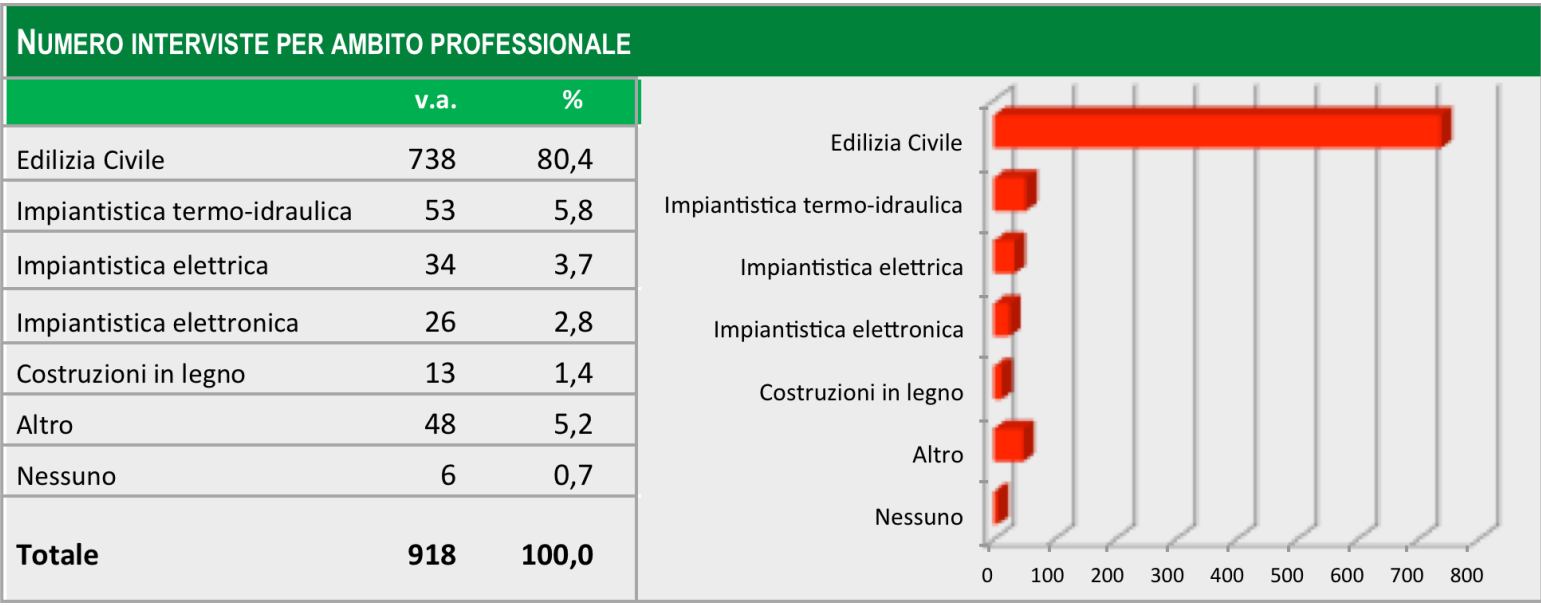 NUMERO INTERVISTE PER AMBITO PROFESSIONALE
v.a. %
Edilizia Civile 738 80,4
Impiantistica termo-idraulica 53 5,8
Impiantistica elettrica 34 3,7
Impiantistica elettronica 26 2,8
Costruzioni in legno 13 1,4
Altro 48 5,2
Nessuno 6 0,7
Totale 918 100,0
Edilizia Civile
Impiantistica termo-idraulica
Impiantistica elettrica
Impiantistica elettronica
Costruzioni in legno
Altro
Nessuno
0 100 200 300 400 500 600 700 800